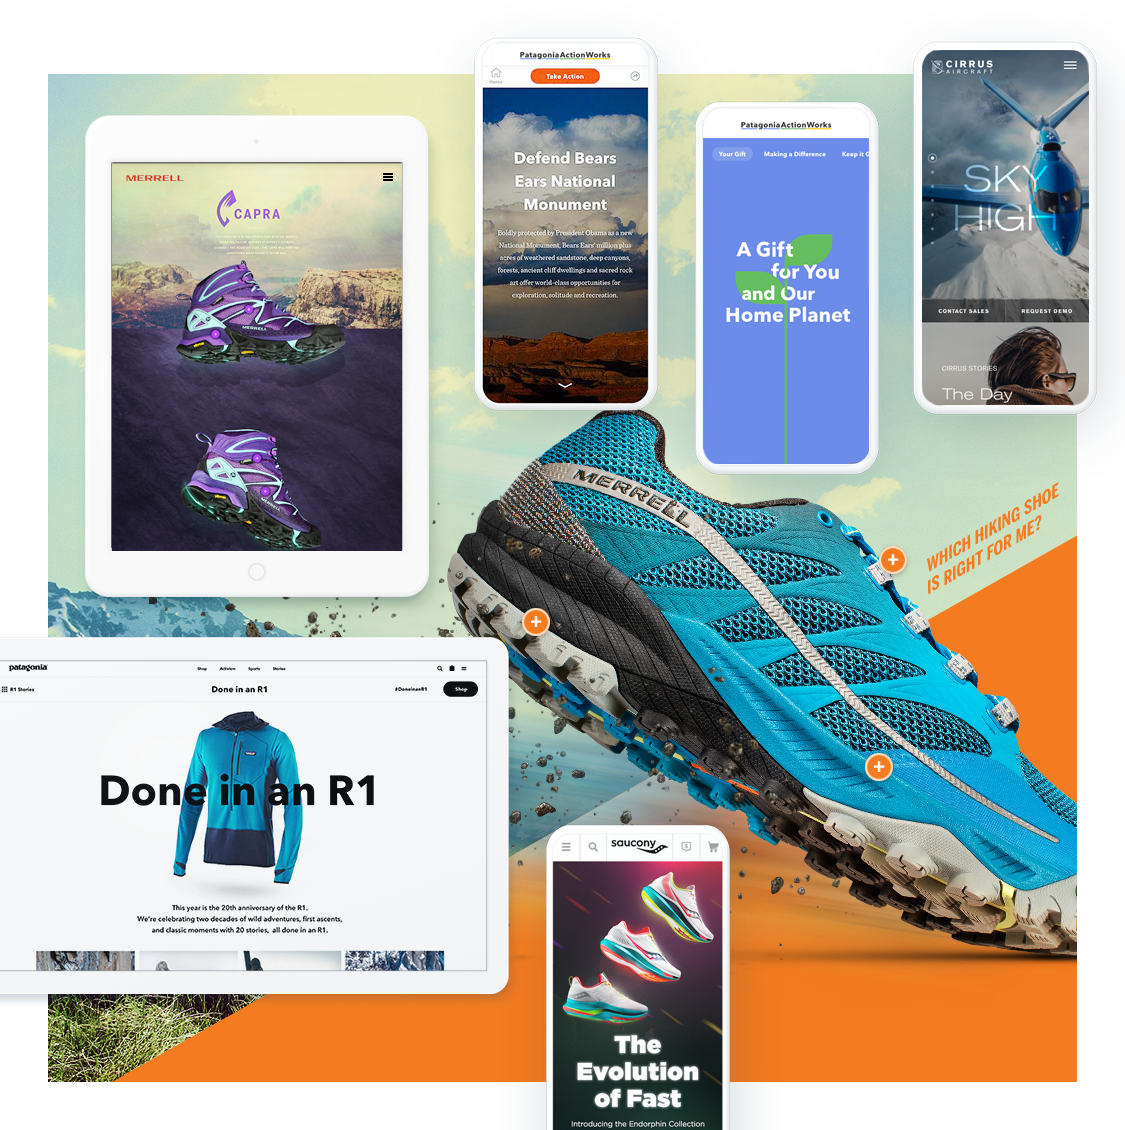 PatagoniaActionWorks
Home
Take Action
Defend Bears
Ears National
Monument
Boldly protected by President Obama as a new
National Monument, Bears Ears' million plus
acres of weathered sandstone, deep canyons,
forests, ancient cliff dwellings and sacred rock
art offer world-class opportunities for
exploration, solitude and recreation.
CIRRUS
AIRCRAFT
SKY
HIGH
CONTACT SALES
REQUEST DEMO
CIRRUS STORIES
The Day
PatagoniaActionWorks
Your Gift
Making a Difference
Keep it G
A Gift
for You
and Our
Home Planet
MERRELL
CAPRA
MERRELL
MERRELL
WHICH HIKING SHOE
IS RIGHT FOR ME?
patagonia
Shop Activism Sports Stories
R1 Stories
Done in an R1
#DoneinanR1
Shop
Done in an R1
This year is the 20th anniversary of the R1.
We're celebrating two decades of wild adventures, first ascents,
and classic moments with 20 stories, all done in an R1.
saucony
The
Evolution
of Fast
Introducing the Endorphin Collection